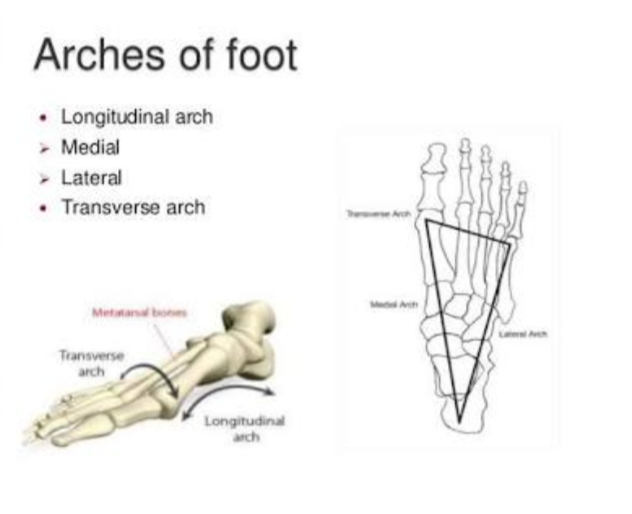 Arches of foot
• Longitudinal arch
➢ Medial
➢ Lateral
• Transverse arch
Metatarsal bones
Transverse
arch
Longitudinal
arch
Transverse Arch
Medial Arch
Lateral Arch